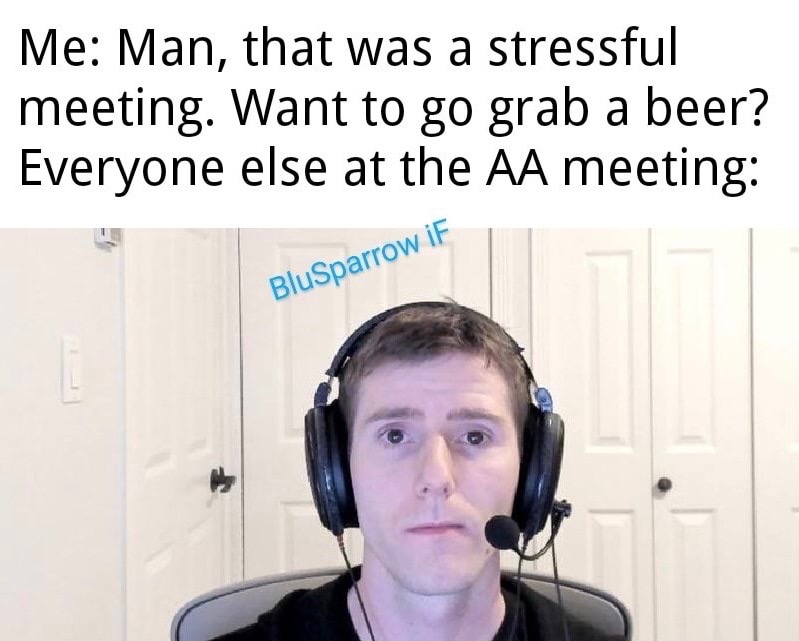 Me: Man, that was a stressful
meeting. Want to go grab a beer?
Everyone else at the AA meeting:
BluSparrow iF